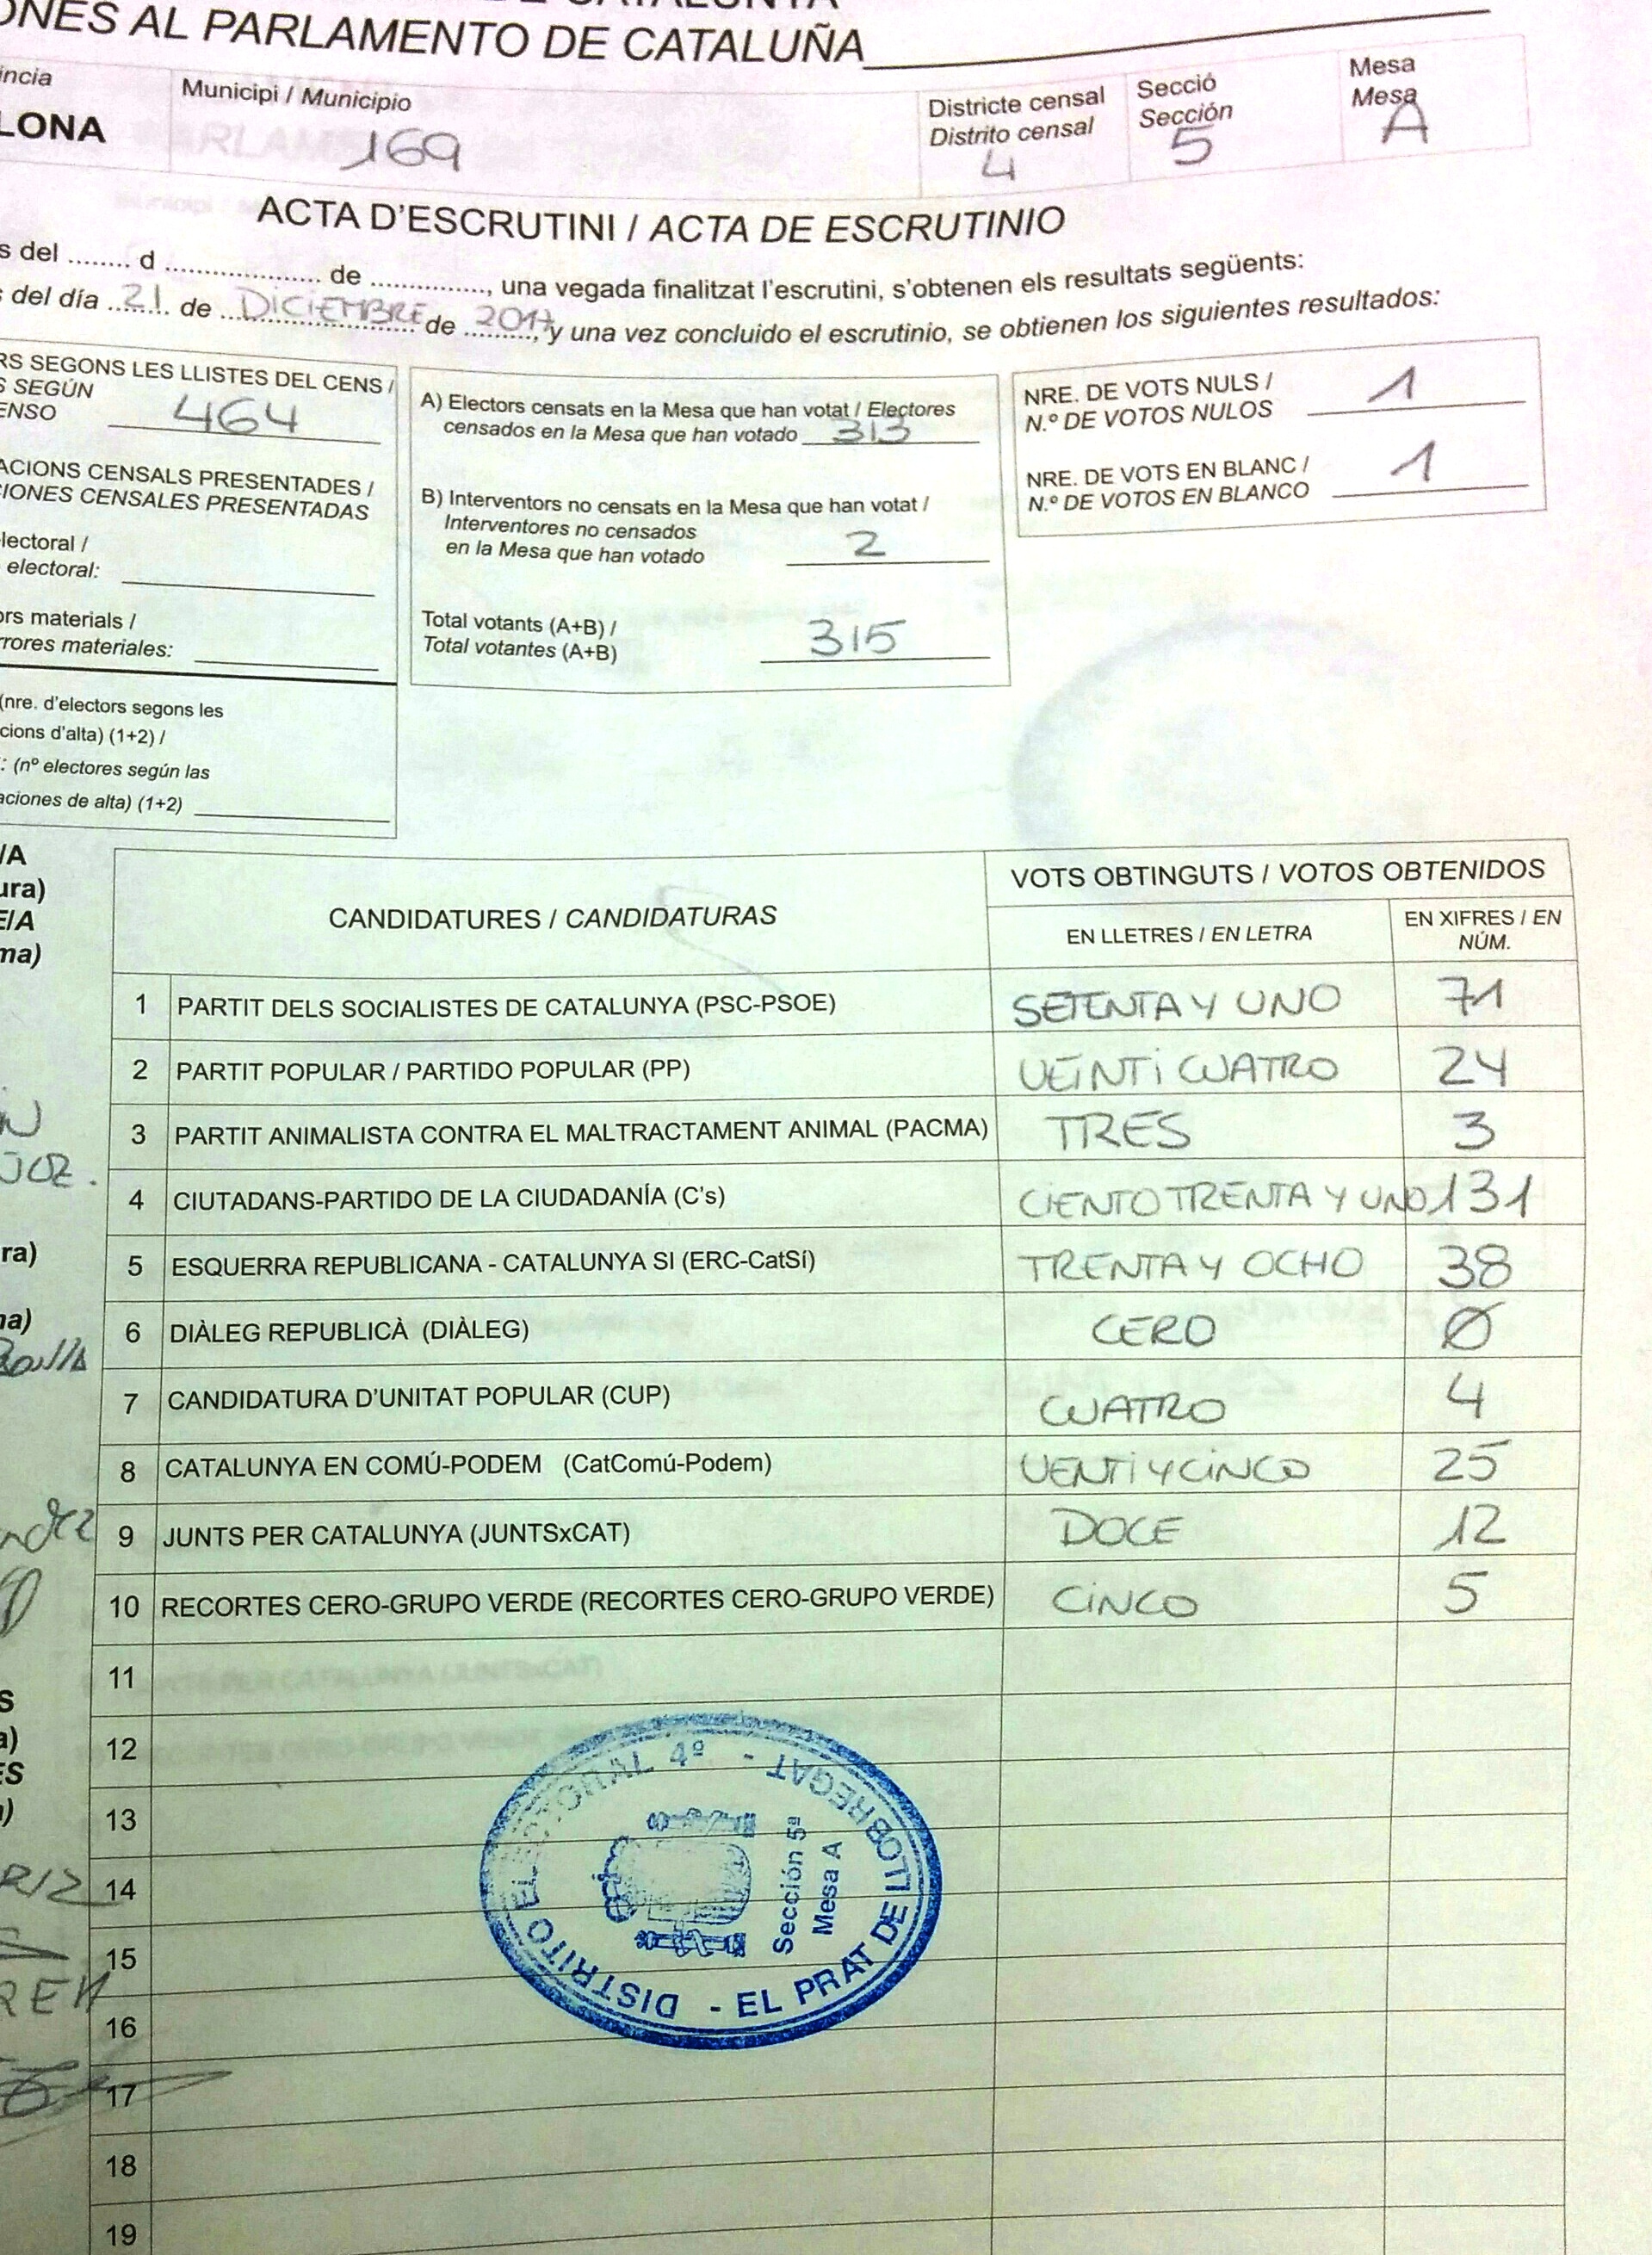 ONES AL PARLAMENTO DE CATALUÑA
incia
LONA
Municipi / Municipio
169
Districte censal
Distrito censal
4
Secció
Sección
5
Mesa
Mesa
A
ACTA D'ESCRUTINI / ACTA DE ESCRUTINIO
s del ........ d ...................... de ................, una vegada finalitzat l'escrutini, s'obtenen els resultats següents:
s del día 21 de DICIEMBRE de 2017, y una vez concluido el escrutinio, se obtienen los siguientes resultados:
RS SEGONS LES LLISTES DEL CENS /
S SEGÚN
ENSO 464
ACIONS CENSALS PRESENTADES /
IONES CENSALES PRESENTADAS
lectoral /
electoral:
ors materials /
rrores materiales:
(nre. d'electors segons les
cions d'alta) (1+2) /
: (nº electores según las
aciones de alta) (1+2)
A) Electors censats en la Mesa que han votat / Electores
censados en la Mesa que han votado 313
B) Interventors no censats en la Mesa que han votat /
Interventores no censados
en la Mesa que han votado 2
Total votants (A+B) /
Total votantes (A+B) 315
NRE. DE VOTS NULS /
N.º DE VOTOS NULOS 1
NRE. DE VOTS EN BLANC /
N.º DE VOTOS EN BLANCO 1
/A
ura)
E/A
ma)
ra)
a)
S
a)
ES
)
CANDIDATURES / CANDIDATURAS
VOTS OBTINGUTS / VOTOS OBTENIDOS
EN LLETRES / EN LETRA
EN XIFRES / EN
NÚM.
1 PARTIT DELS SOCIALISTES DE CATALUNYA (PSC-PSOE) SETENTA Y UNO 71
2 PARTIT POPULAR / PARTIDO POPULAR (PP) VEINTI CUATRO 24
3 PARTIT ANIMALISTA CONTRA EL MALTRACTAMENT ANIMAL (PACMA) TRES 3
4 CIUTADANS-PARTIDO DE LA CIUDADANÍA (C's) CIENTO TRENTA Y UNO 131
5 ESQUERRA REPUBLICANA - CATALUNYA SI (ERC-CatSí) TRENTA Y OCHO 38
6 DIÀLEG REPUBLICÀ (DIÀLEG) CERO 0
7 CANDIDATURA D'UNITAT POPULAR (CUP) CUATRO 4
8 CATALUNYA EN COMÚ-PODEM (CatComú-Podem) VENTI Y CINCO 25
9 JUNTS PER CATALUNYA (JUNTSxCAT) DOCE 12
10 RECORTES CERO-GRUPO VERDE (RECORTES CERO-GRUPO VERDE) CINCO 5
11
12
13
14
15
16
17
18
19
DISTRITO ELECTORAL 4º - EL PRAT DE LLOBREGAT -
Sección 5ª
Mesa A